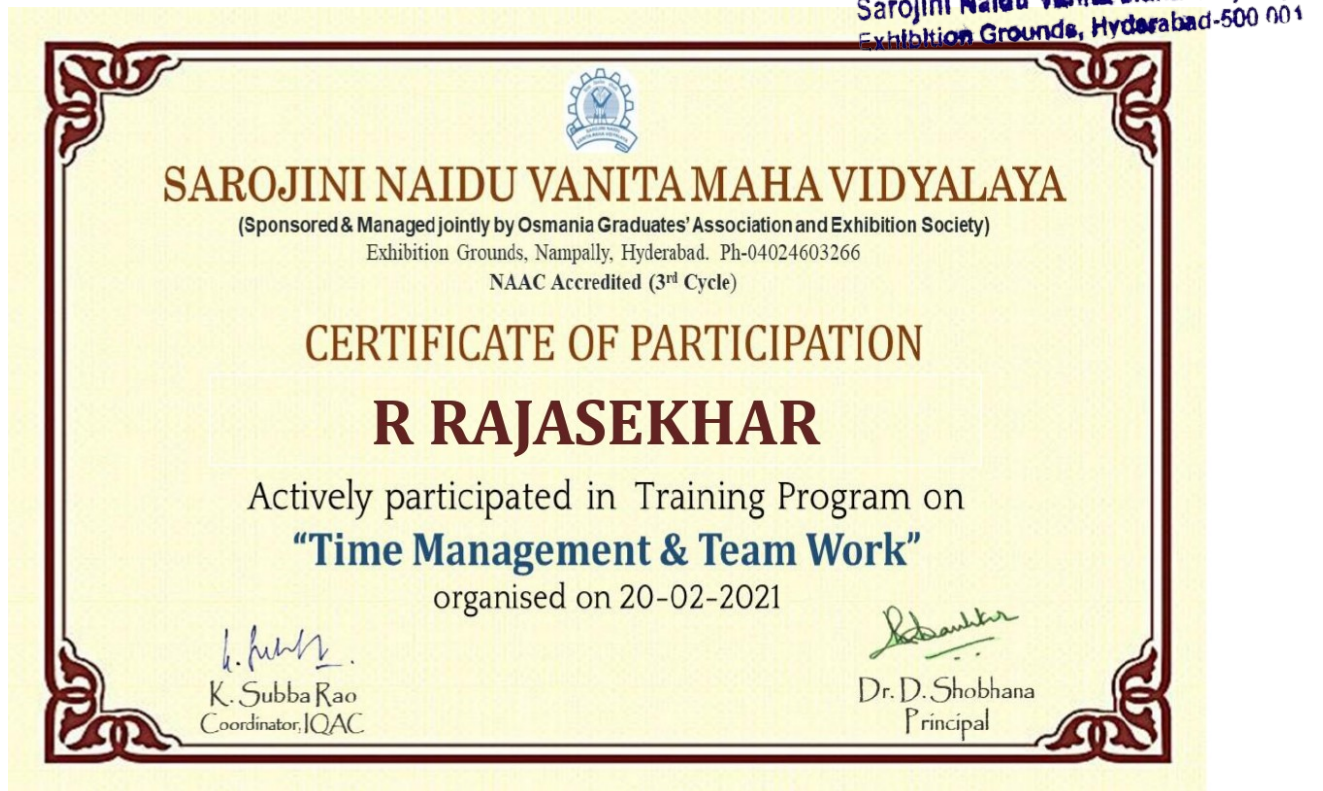 Sarojini Naidu
Exhibition Grounds, Hyderabad-500 001
SAROJINI NAIDU VANITA MAHA VIDYALAYA
(Sponsored & Managed jointly by Osmania Graduates' Association and Exhibition Society)
Exhibition Grounds, Nampally, Hyderabad. Ph-04024603266
NAAC Accredited (3rd Cycle)
CERTIFICATE OF PARTICIPATION
R RAJASEKHAR
Actively participated in Training Program on
“Time Management & Team Work”
organised on 20-02-2021
K. Subba Rao
Coordinator, IQAC
Dr. D. Shobhana
Principal